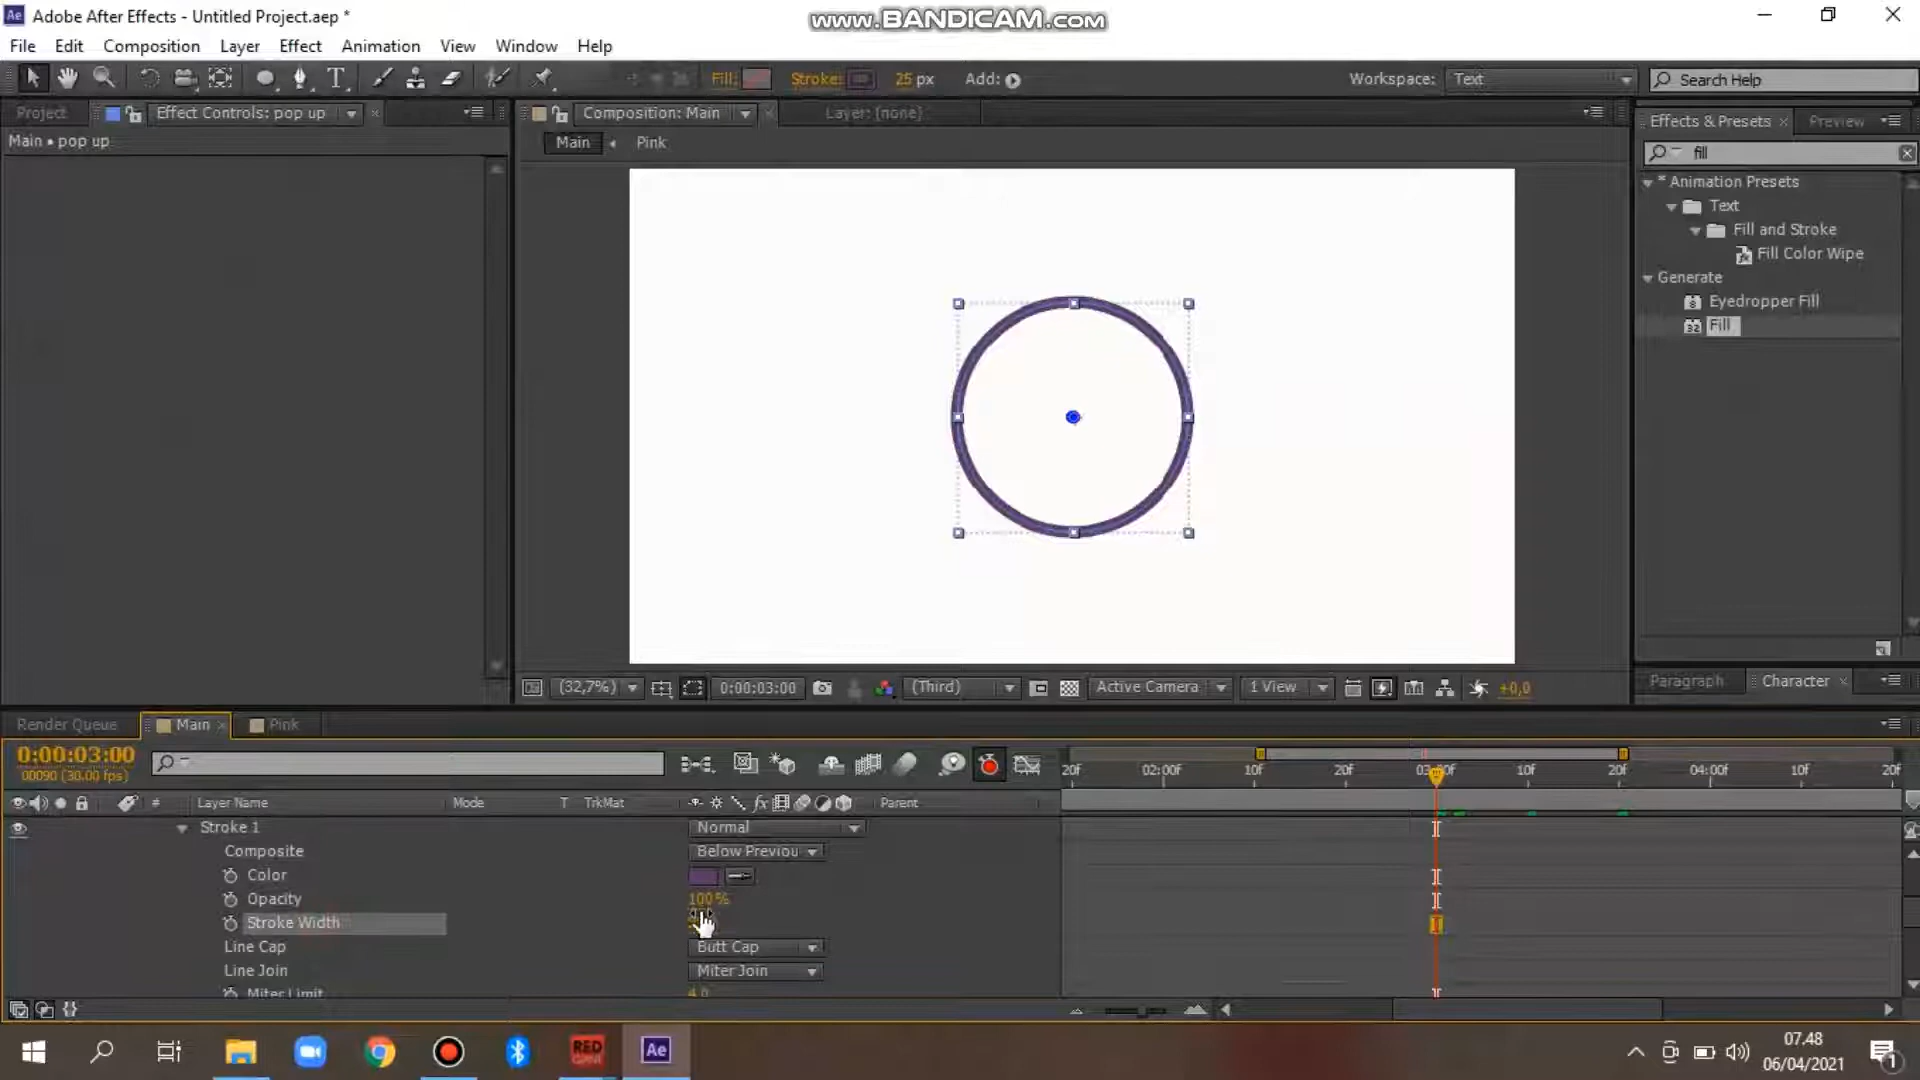 Ae Adobe After Effects - Untitled Project.aep *
www.BANDICAM.com
File Edit Composition Layer Effect Animation View Window Help
Fill: Stroke: 25 px Add:
Workspace: Text
Search Help
Project Effect Controls: pop up
Composition: Main Layer: (none)
Effects & Presets Preview
Main • pop up
Main Pink
fill
* Animation Presets
Text
Fill and Stroke
Fill Color Wipe
Generate
Eyedropper Fill
Fill
(32,7%) 0:00:03:00 (Third) Active Camera 1 View +0,0
Paragraph Character
Render Queue Main Pink
0:00:03:00
00090 (30.00 fps)
20f 02:00f 10f 20f 10f 20f 04:00f 10f 20f
# Layer Name Mode T TrkMat Parent
Stroke 1 Normal
Composite Below Previou
Color
Opacity 100%
Stroke Width
Line Cap Butt Cap
Line Join Miter Join
Miter Limit 4,0
RED GIANT Ae
07.48
06/04/2021
1